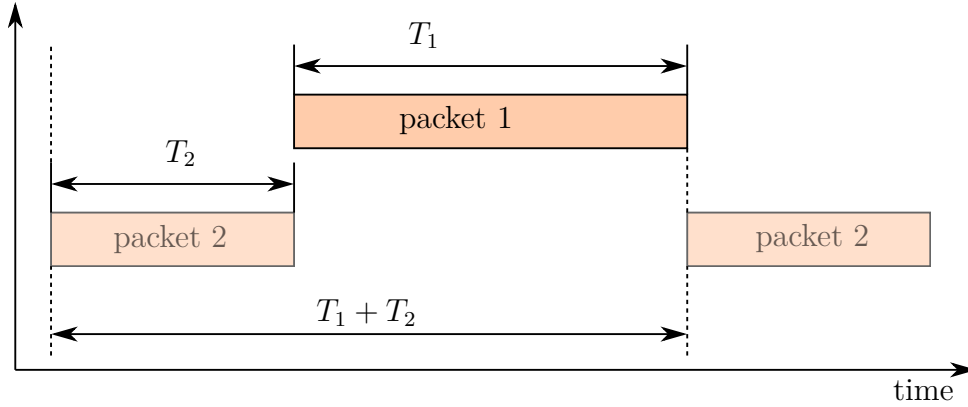 T₁
packet 1
T₂
packet 2
packet 2
T₁ + T₂
time